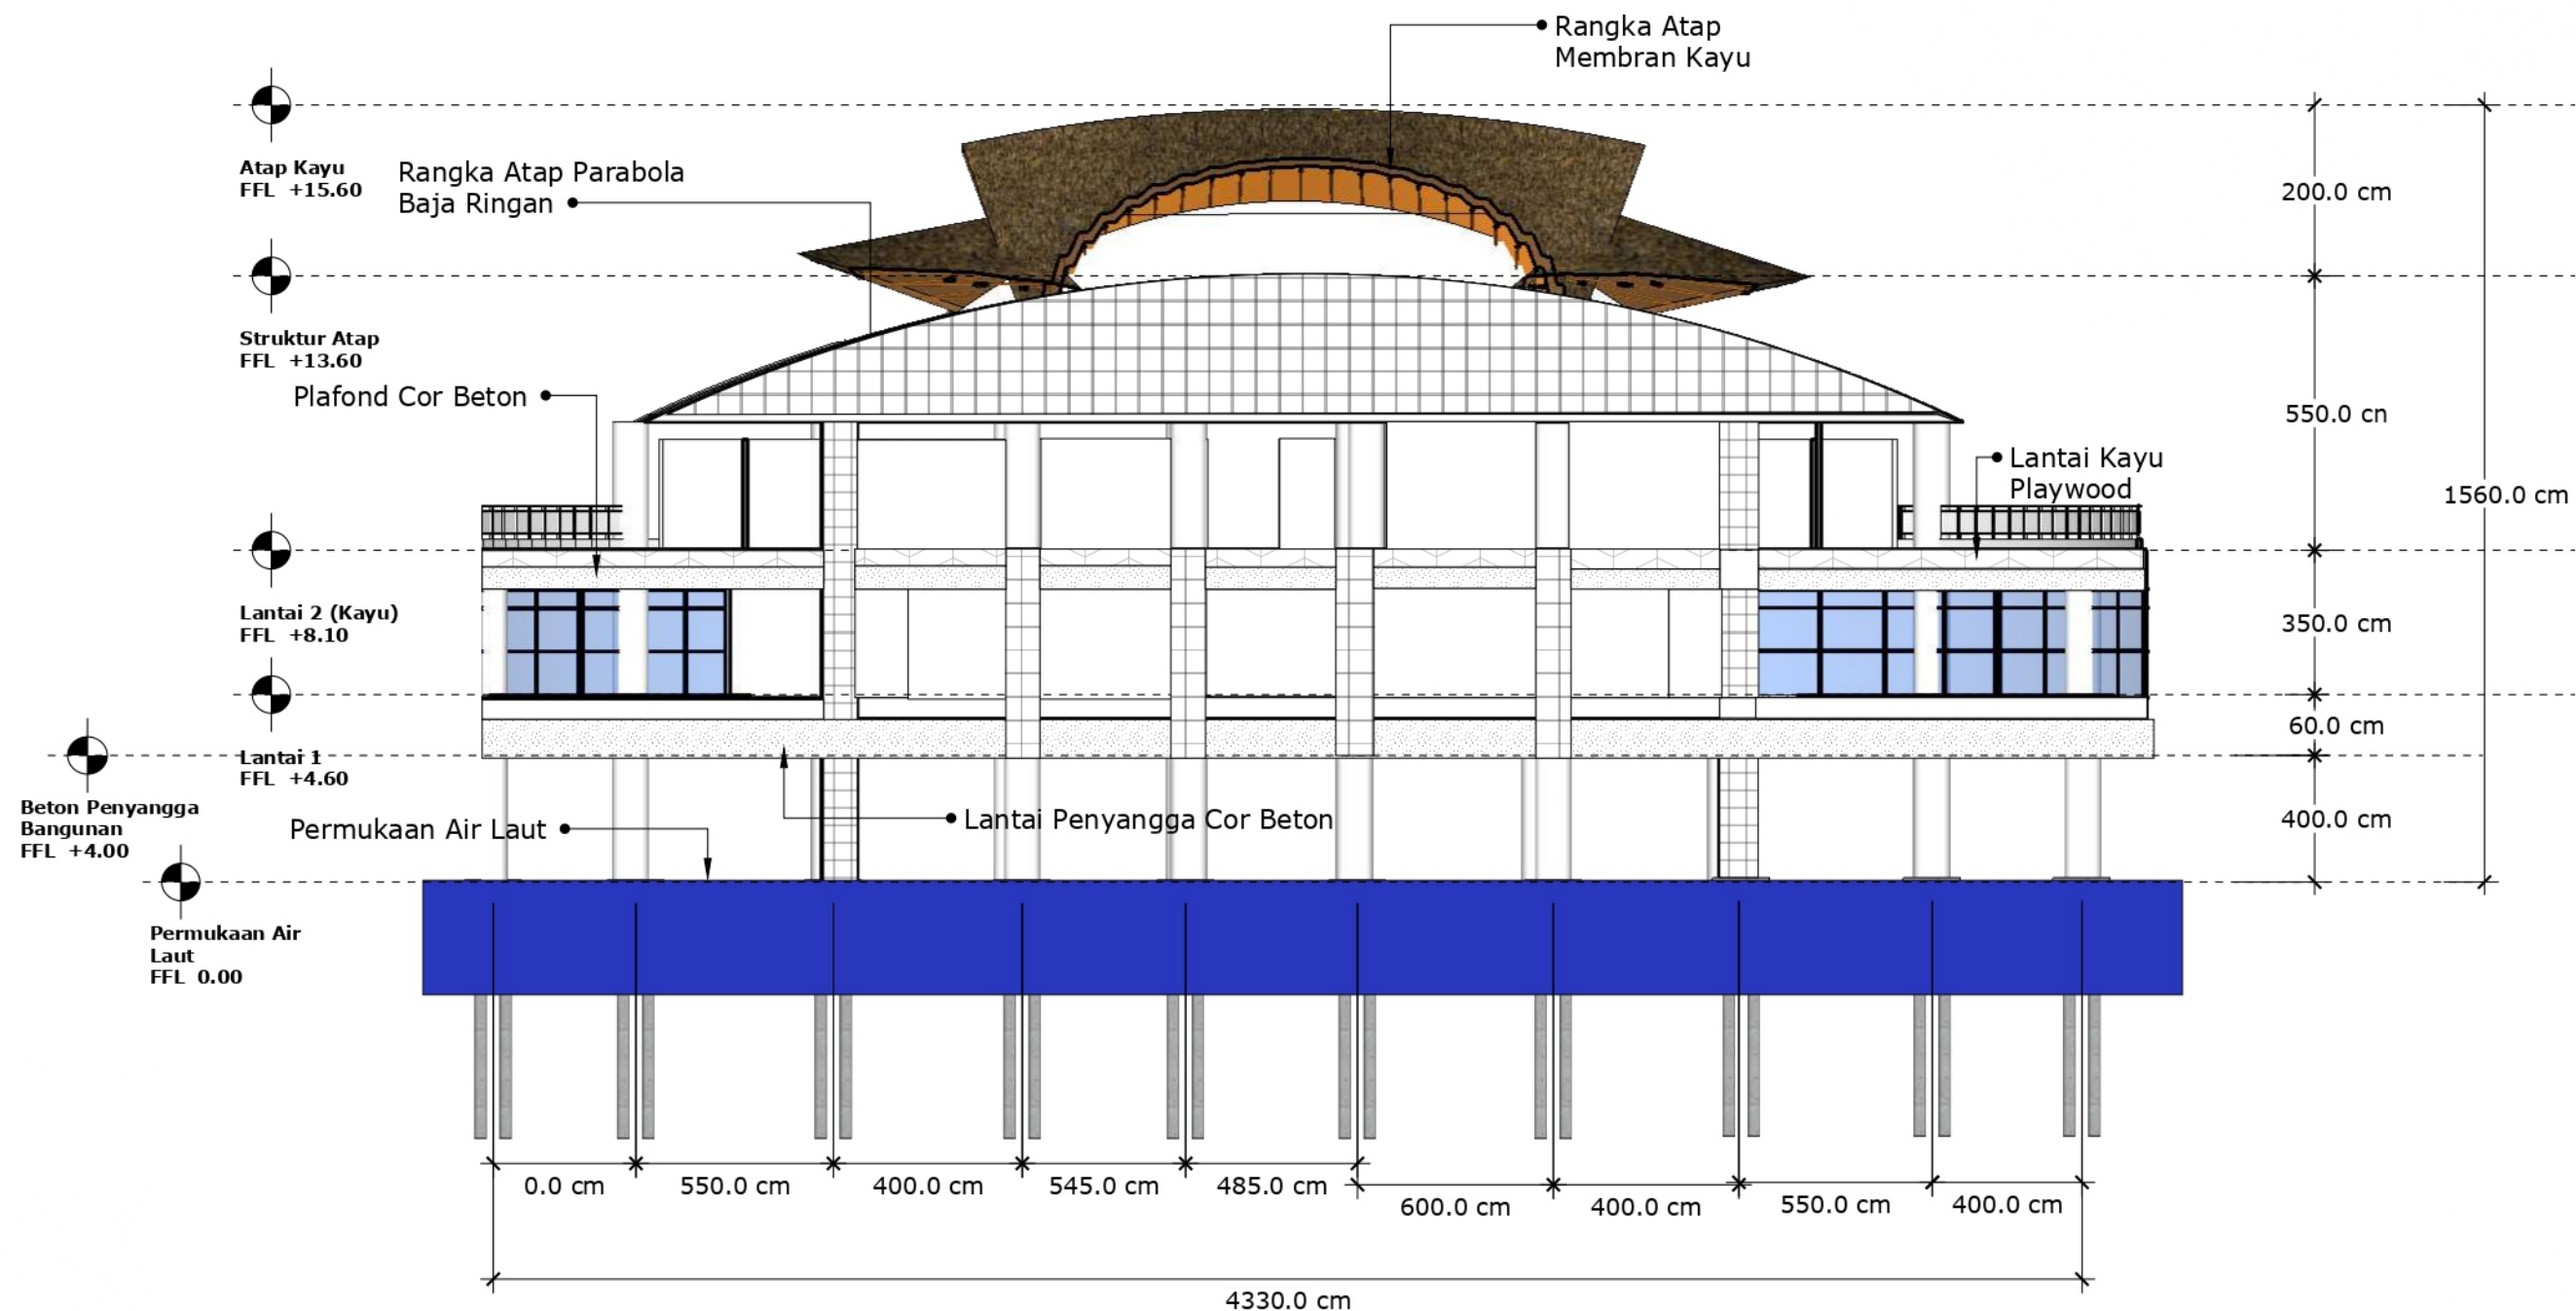 Rangka Atap
Membran Kayu
Atap Kayu
FFL +15.60
Rangka Atap Parabola
Baja Ringan
200.0 cm
Struktur Atap
FFL +13.60
Plafond Cor Beton
550.0 cn
Lantai Kayu
Playwood
1560.0 cm
Lantai 2 (Kayu)
FFL +8.10
350.0 cm
60.0 cm
Lantai 1
FFL +4.60
Beton Penyangga
Bangunan
FFL +4.00
Permukaan Air Laut
Lantai Penyangga Cor Beton
400.0 cm
Permukaan Air
Laut
FFL 0.00
0.0 cm
550.0 cm
400.0 cm
545.0 cm
485.0 cm
600.0 cm
400.0 cm
550.0 cm
400.0 cm
4330.0 cm